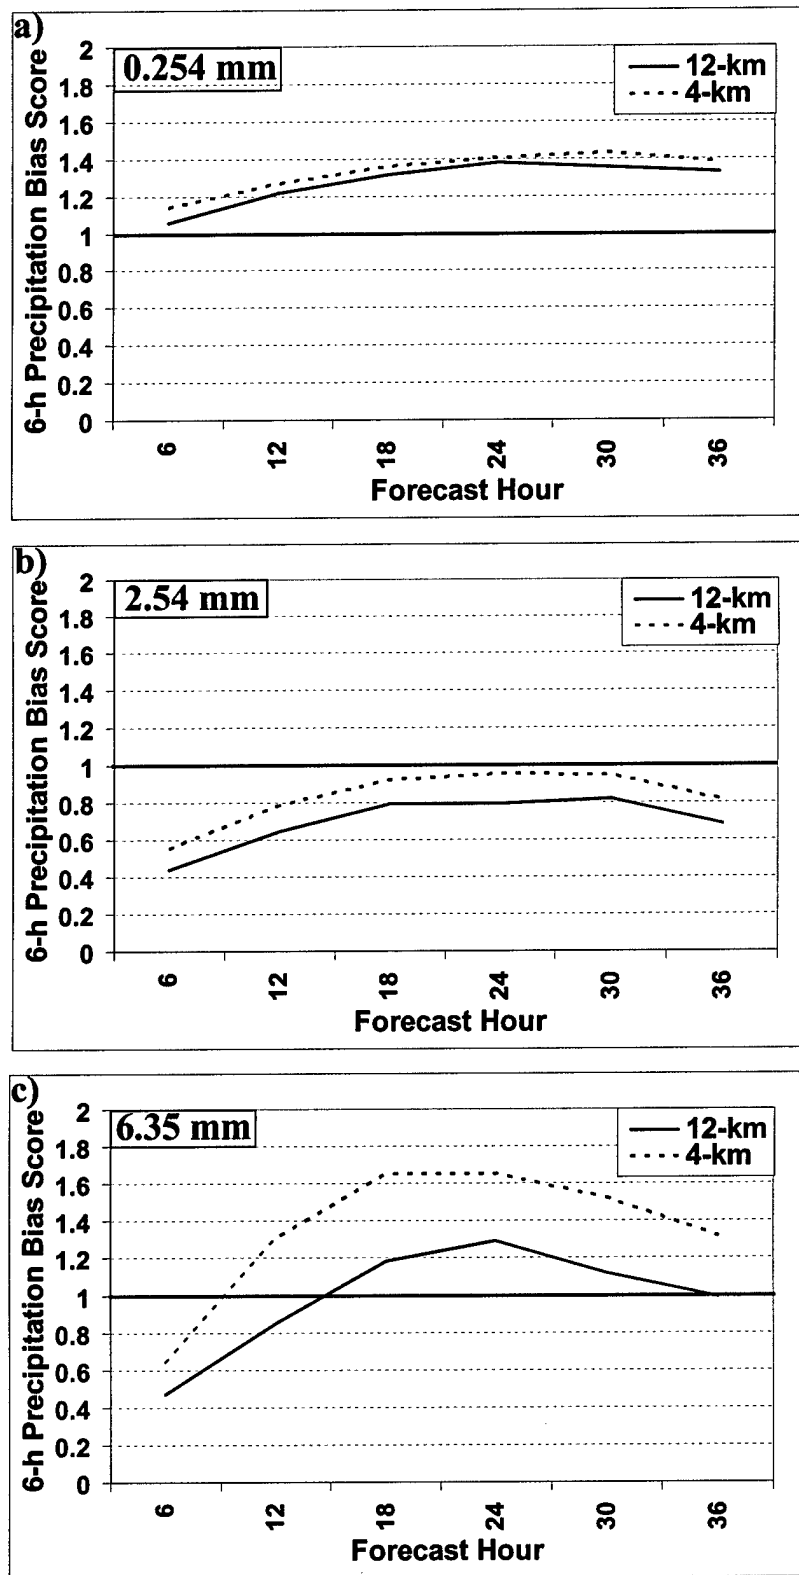 a)
0.254 mm
12-km
4-km
6-h Precipitation Bias Score
2
1.8
1.6
1.4
1.2
1
0.8
0.6
0.4
0.2
0
6
12
18
24
30
36
Forecast Hour
b)
2.54 mm
12-km
4-km
6-h Precipitation Bias Score
2
1.8
1.6
1.4
1.2
1
0.8
0.6
0.4
0.2
0
6
12
18
24
30
36
Forecast Hour
c)
6.35 mm
12-km
4-km
6-h Precipitation Bias Score
2
1.8
1.6
1.4
1.2
1
0.8
0.6
0.4
0.2
0
6
12
18
24
30
36
Forecast Hour